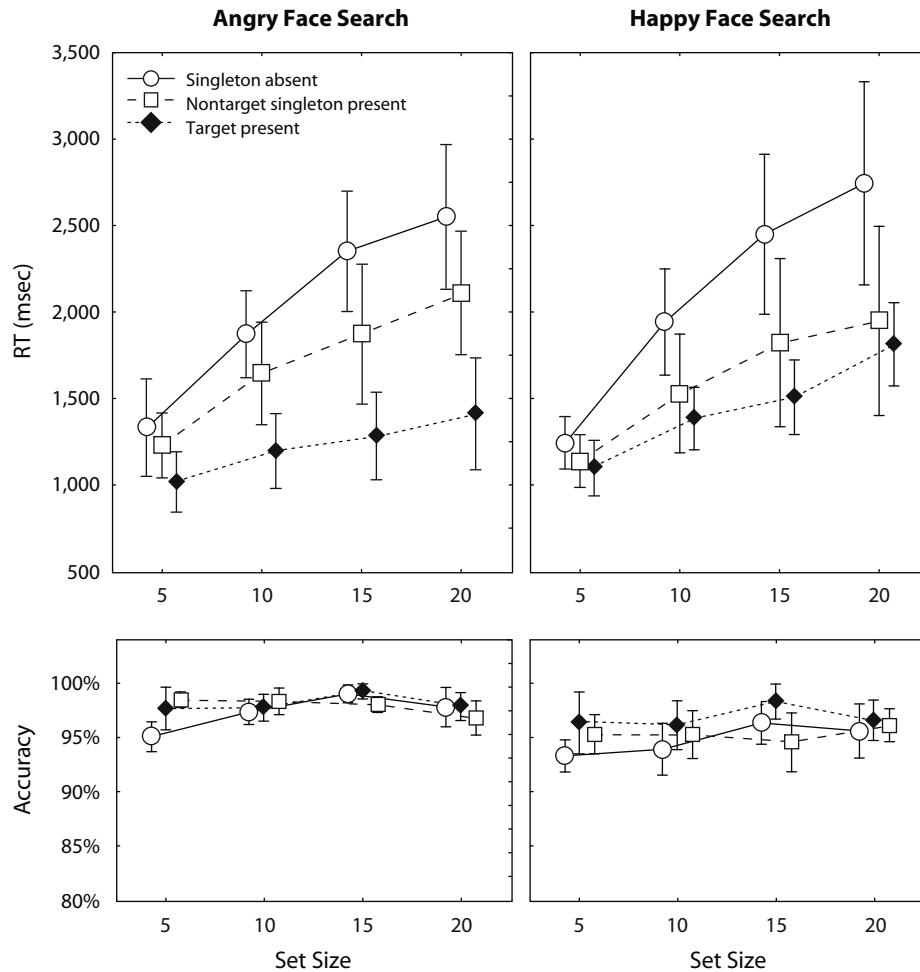 Angry Face Search
Happy Face Search
3,500
3,000
2,500
2,000
1,500
1,000
500
RT (msec)
Singleton absent
Nontarget singleton present
Target present
5 10 15 20
5 10 15 20
100%
95%
90%
85%
80%
Accuracy
5 10 15 20
5 10 15 20
Set Size
Set Size